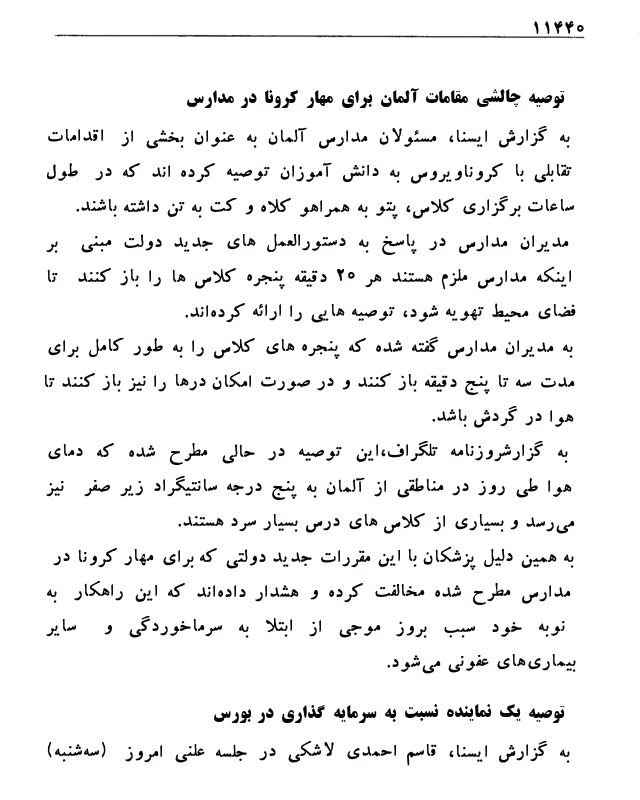 ۱۱۴۴۰
توصیه چالشی مقامات آلمان برای مهار کرونا در مدارس
به گزارش ایسنا، مسئولان مدارس آلمان به عنوان بخشی از اقدامات
تقابلی با کروناویروس به دانش آموزان توصیه کرده اند که در طول
ساعات برگزاری کلاس، پتو به همراهو کلاه و کت به تن داشته باشند.
مدیران مدارس در پاسخ به دستورالعمل های جدید دولت مبنی بر
اینکه مدارس ملزم هستند هر ۲۰ دقیقه پنجره کلاس ها را باز کنند تا
فضای محیط تهویه شود، توصیه هایی را ارائه کرده‌اند.
به مدیران مدارس گفته شده که پنجره های کلاس را به طور کامل برای
مدت سه تا پنج دقیقه باز کنند و در صورت امکان درها را نیز باز کنند تا
هوا در گردش باشد.
به گزارشروزنامه تلگراف،این توصیه در حالی مطرح شده که دمای
هوا طی روز در مناطقی از آلمان به پنج درجه سانتیگراد زیر صفر نیز
می‌رسد و بسیاری از کلاس های درس بسیار سرد هستند.
به همین دلیل پزشکان با این مقررات جدید دولتی که برای مهار کرونا در
مدارس مطرح شده مخالفت کرده و هشدار داده‌اند که این راهکار به
نوبه خود سبب بروز موجی از ابتلا به سرماخوردگی و سایر
بیماری‌های عفونی می‌شود.
توصیه یک نماینده نسبت به سرمایه گذاری در بورس
به گزارش ایسنا، قاسم احمدی لاشکی در جلسه علنی امروز (سه‌شنبه)